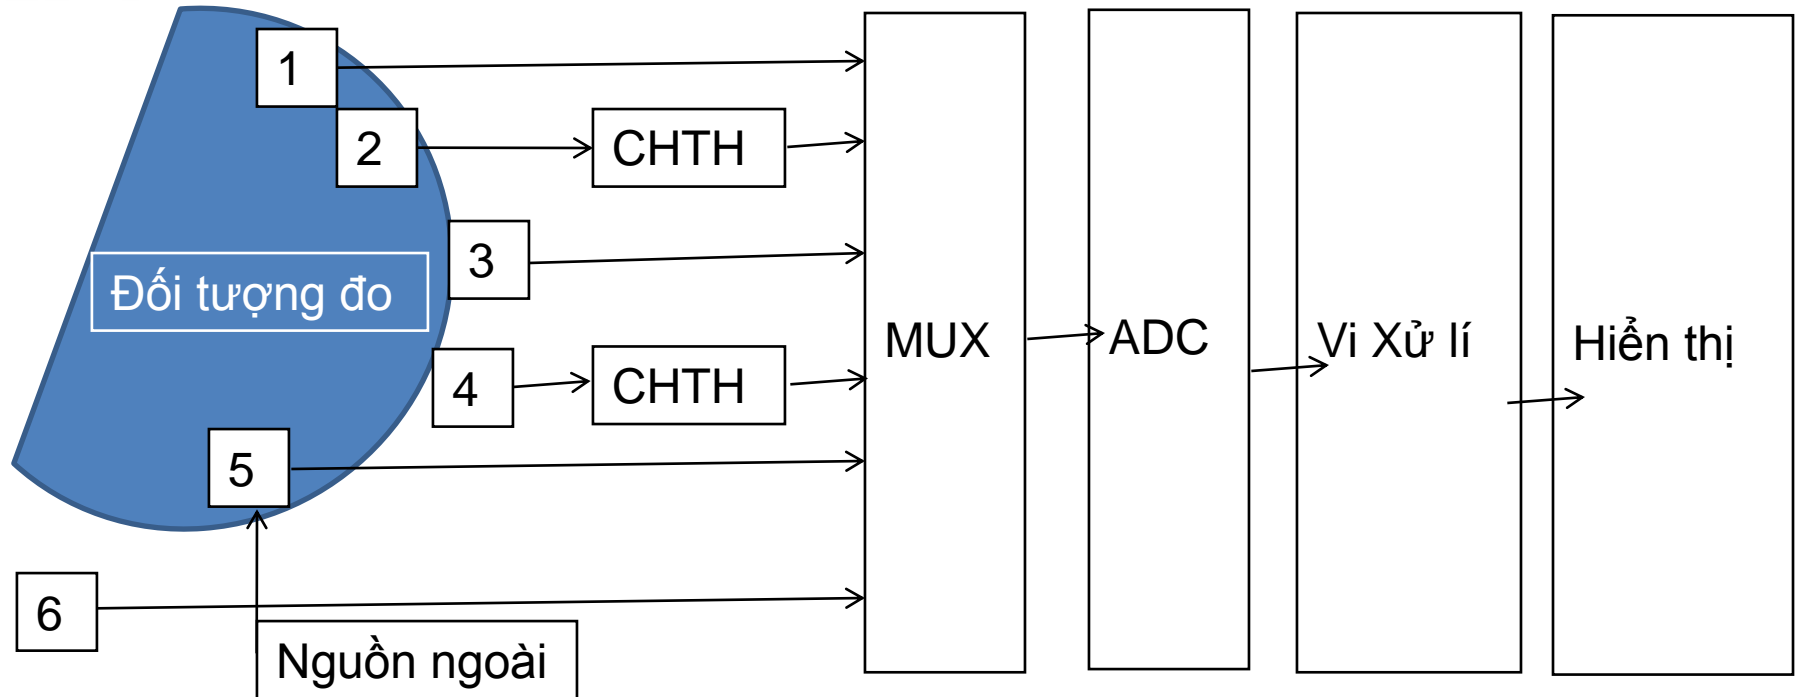 1
2
CHTH
3
Đối tượng đo
4
CHTH
5
6
Nguồn ngoài
MUX
ADC
Vi Xử lí
Hiển thị